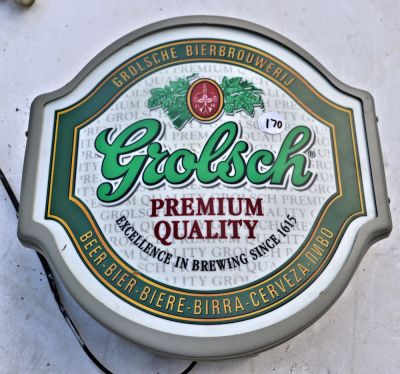 GROLSCHE BIERBROUWERIJ
170
Grolsch®
PREMIUM
QUALITY
EXCELLENCE IN BREWING SINCE 1615
BEER-BIER-BIERE-BIRRA-CERVEZA-ПИВО